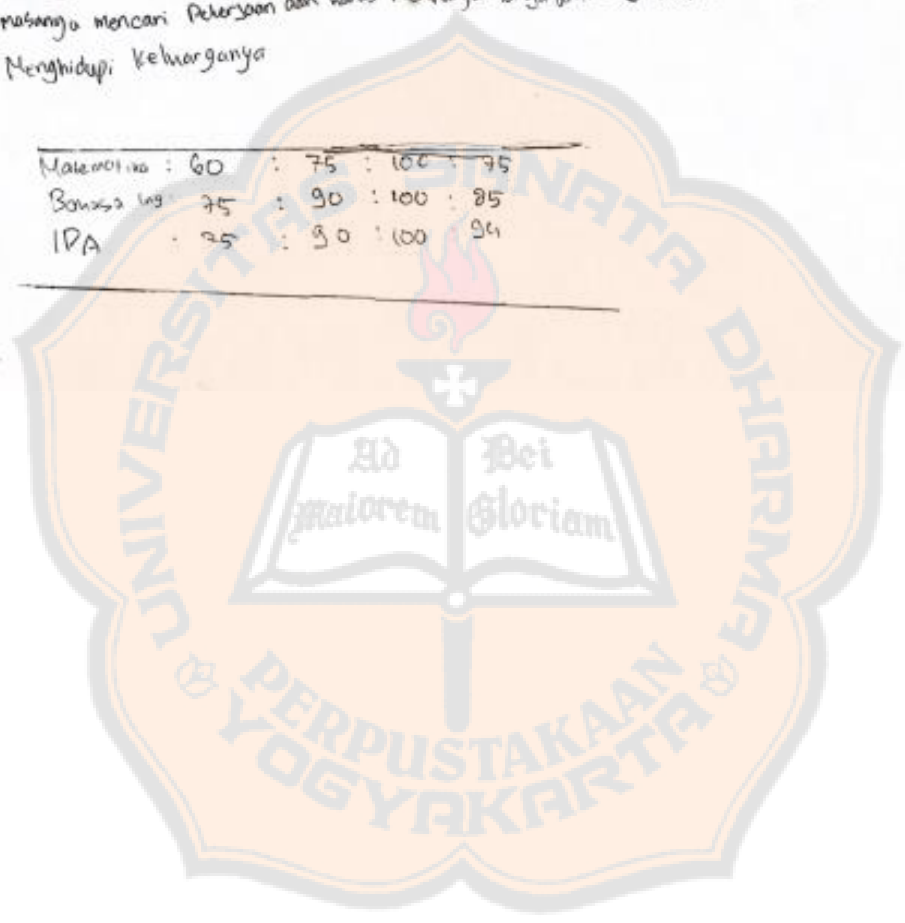 masanya mencari Pekerjaan dan
Menghidupi Keluarganya
Matematika : 60 : 75 : 100 : 75
Bahasa Ing : 75 : 90 : 100 : 85
IPA : 75 : 90 : 100 94
UNIVERSITAS SANATA DHARMA
Ad Dei
maiorem Gloriam
PERPUSTAKAAN
YOGYAKARTA